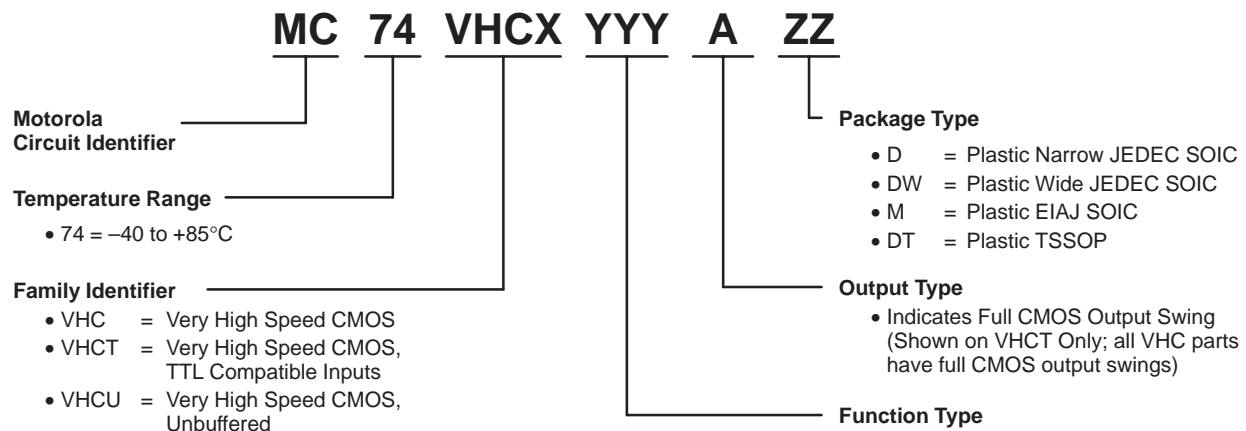 MC 74 VHCX YYY A ZZ
Motorola
Circuit Identifier
Temperature Range
• 74 = –40 to +85°C
Family Identifier
• VHC = Very High Speed CMOS
• VHCT = Very High Speed CMOS,
TTL Compatible Inputs
• VHCU = Very High Speed CMOS,
Unbuffered
Package Type
• D = Plastic Narrow JEDEC SOIC
• DW = Plastic Wide JEDEC SOIC
• M = Plastic EIAJ SOIC
• DT = Plastic TSSOP
Output Type
• Indicates Full CMOS Output Swing
(Shown on VHCT Only; all VHC parts
have full CMOS output swings)
Function Type